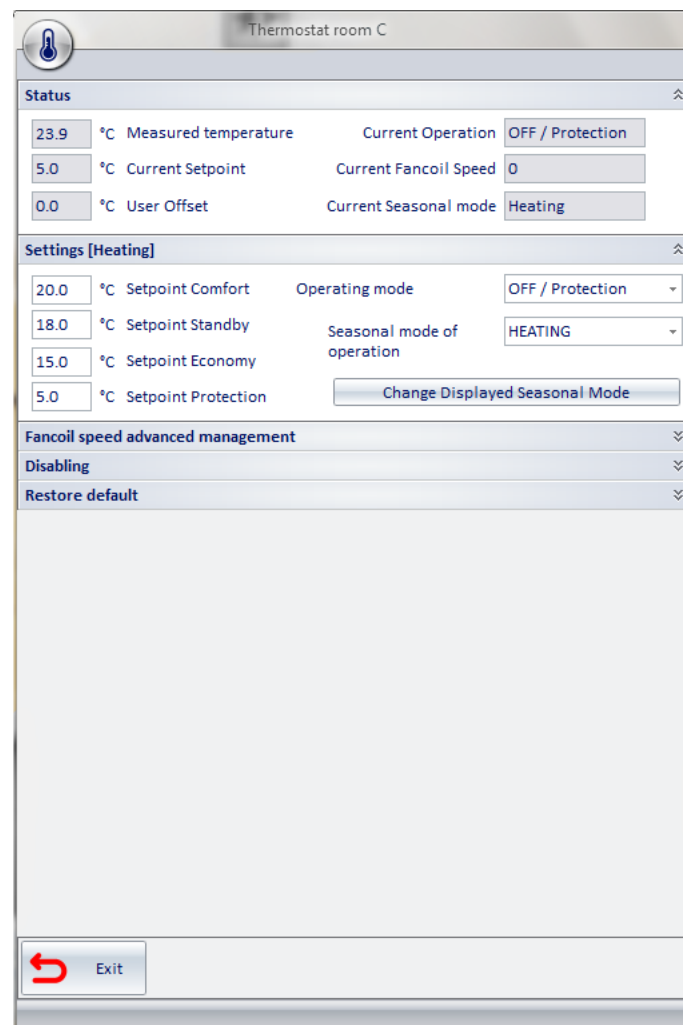 Thermostat room C
Status
23.9 °C Measured temperature Current Operation OFF / Protection
5.0 °C Current Setpoint Current Fancoil Speed 0
0.0 °C User Offset Current Seasonal mode Heating
Settings [Heating]
20.0 °C Setpoint Comfort Operating mode OFF / Protection
18.0 °C Setpoint Standby Seasonal mode of operation HEATING
15.0 °C Setpoint Economy
5.0 °C Setpoint Protection Change Displayed Seasonal Mode
Fancoil speed advanced management
Disabling
Restore default
Exit